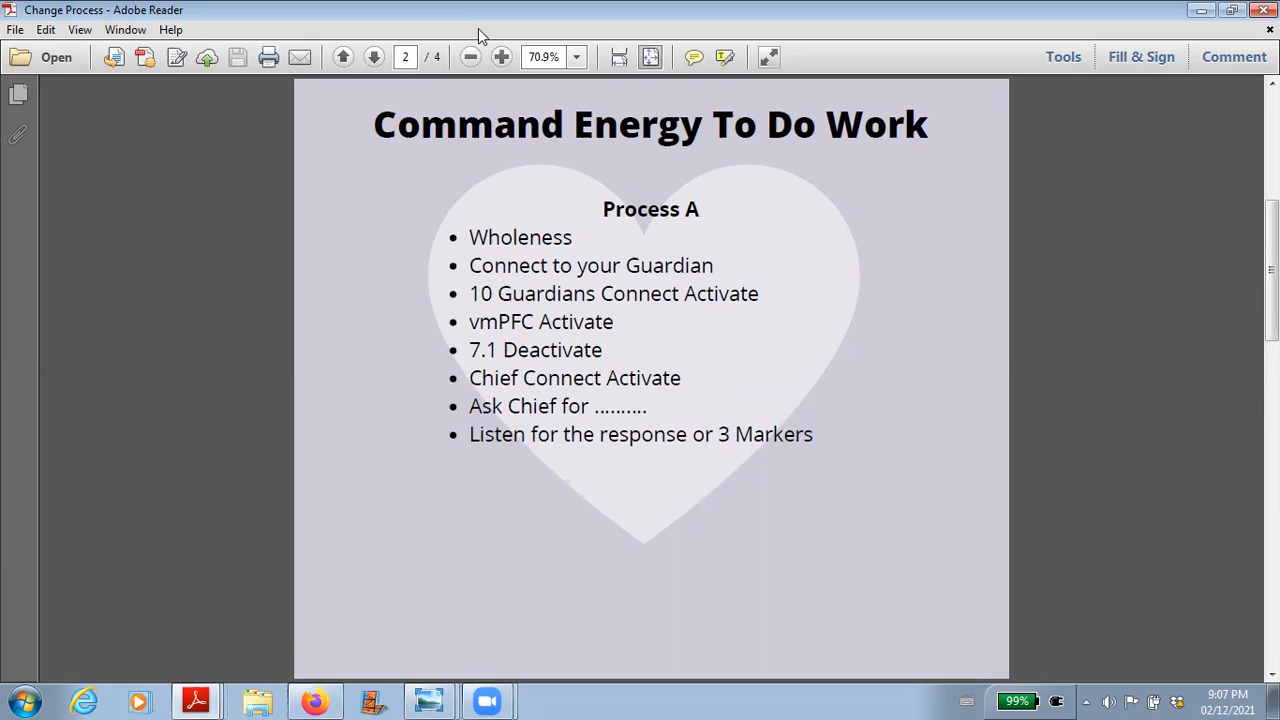 Change Process - Adobe Reader
File Edit View Window Help
Open 2 / 4 70.9% Tools Fill & Sign Comment
Command Energy To Do Work
Process A
• Wholeness
• Connect to your Guardian
• 10 Guardians Connect Activate
• vmPFC Activate
• 7.1 Deactivate
• Chief Connect Activate
• Ask Chief for ..........
• Listen for the response or 3 Markers
99% 9:07 PM
02/12/2021